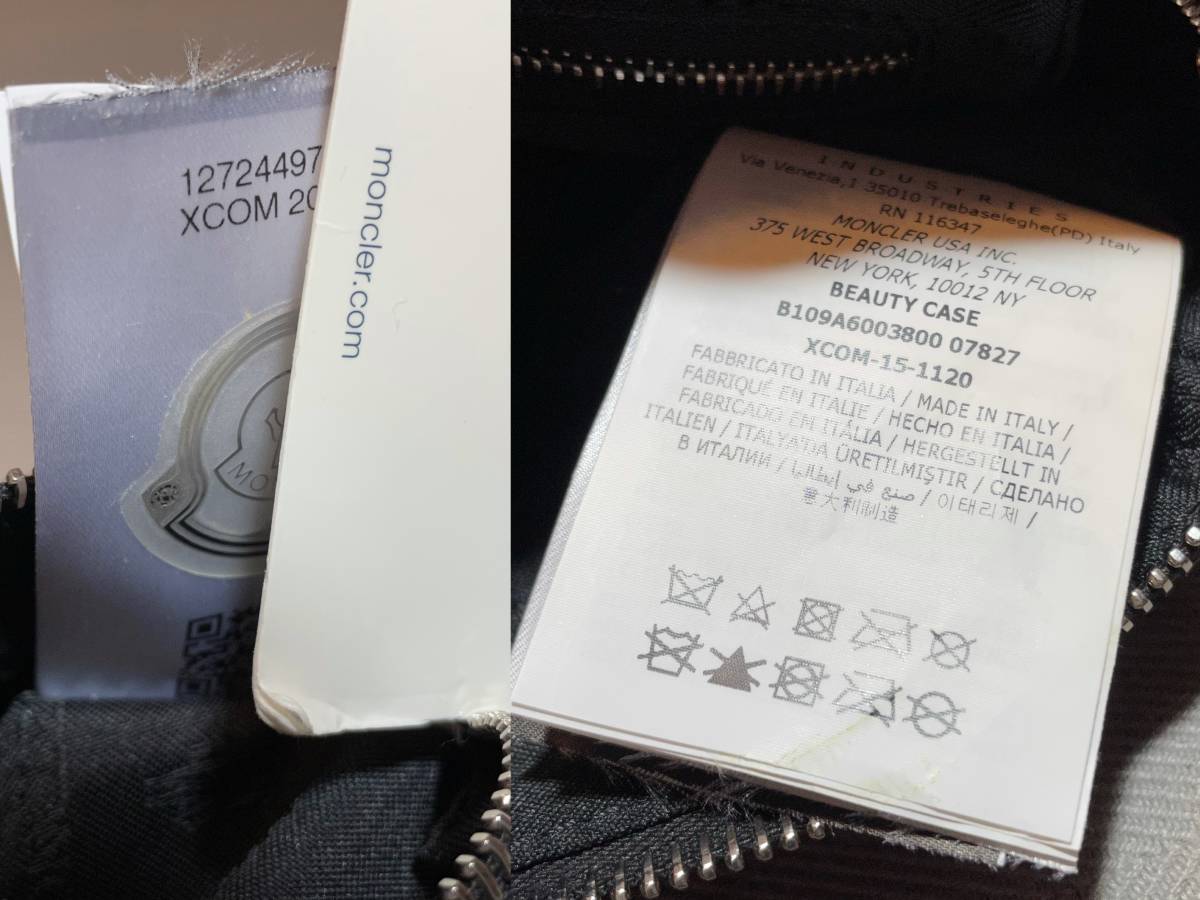 12724497
XCOM 20
MO
moncler.com
INDUSTRIES
Via Venezia,1 35010 Trebaseleghe(PD) Italy
RN 116347
MONCLER USA INC.
375 WEST BROADWAY, 5TH FLOOR
NEW YORK, 10012 NY
BEAUTY CASE
B109A6003800 07827
XCOM-15-1120
FABBRICATO IN ITALIA / MADE IN ITALY /
FABRIQUÉ EN ITALIE / HECHO EN ITALIA /
FABRICADO EN ITÁLIA / HERGESTELLT IN
ITALIEN / ITALYA'DA ÜRETILMIŞTIR / СДЕЛАНО
В ИТАЛИИ / صنع في إيطاليا / 이태리제 /
意大利制造